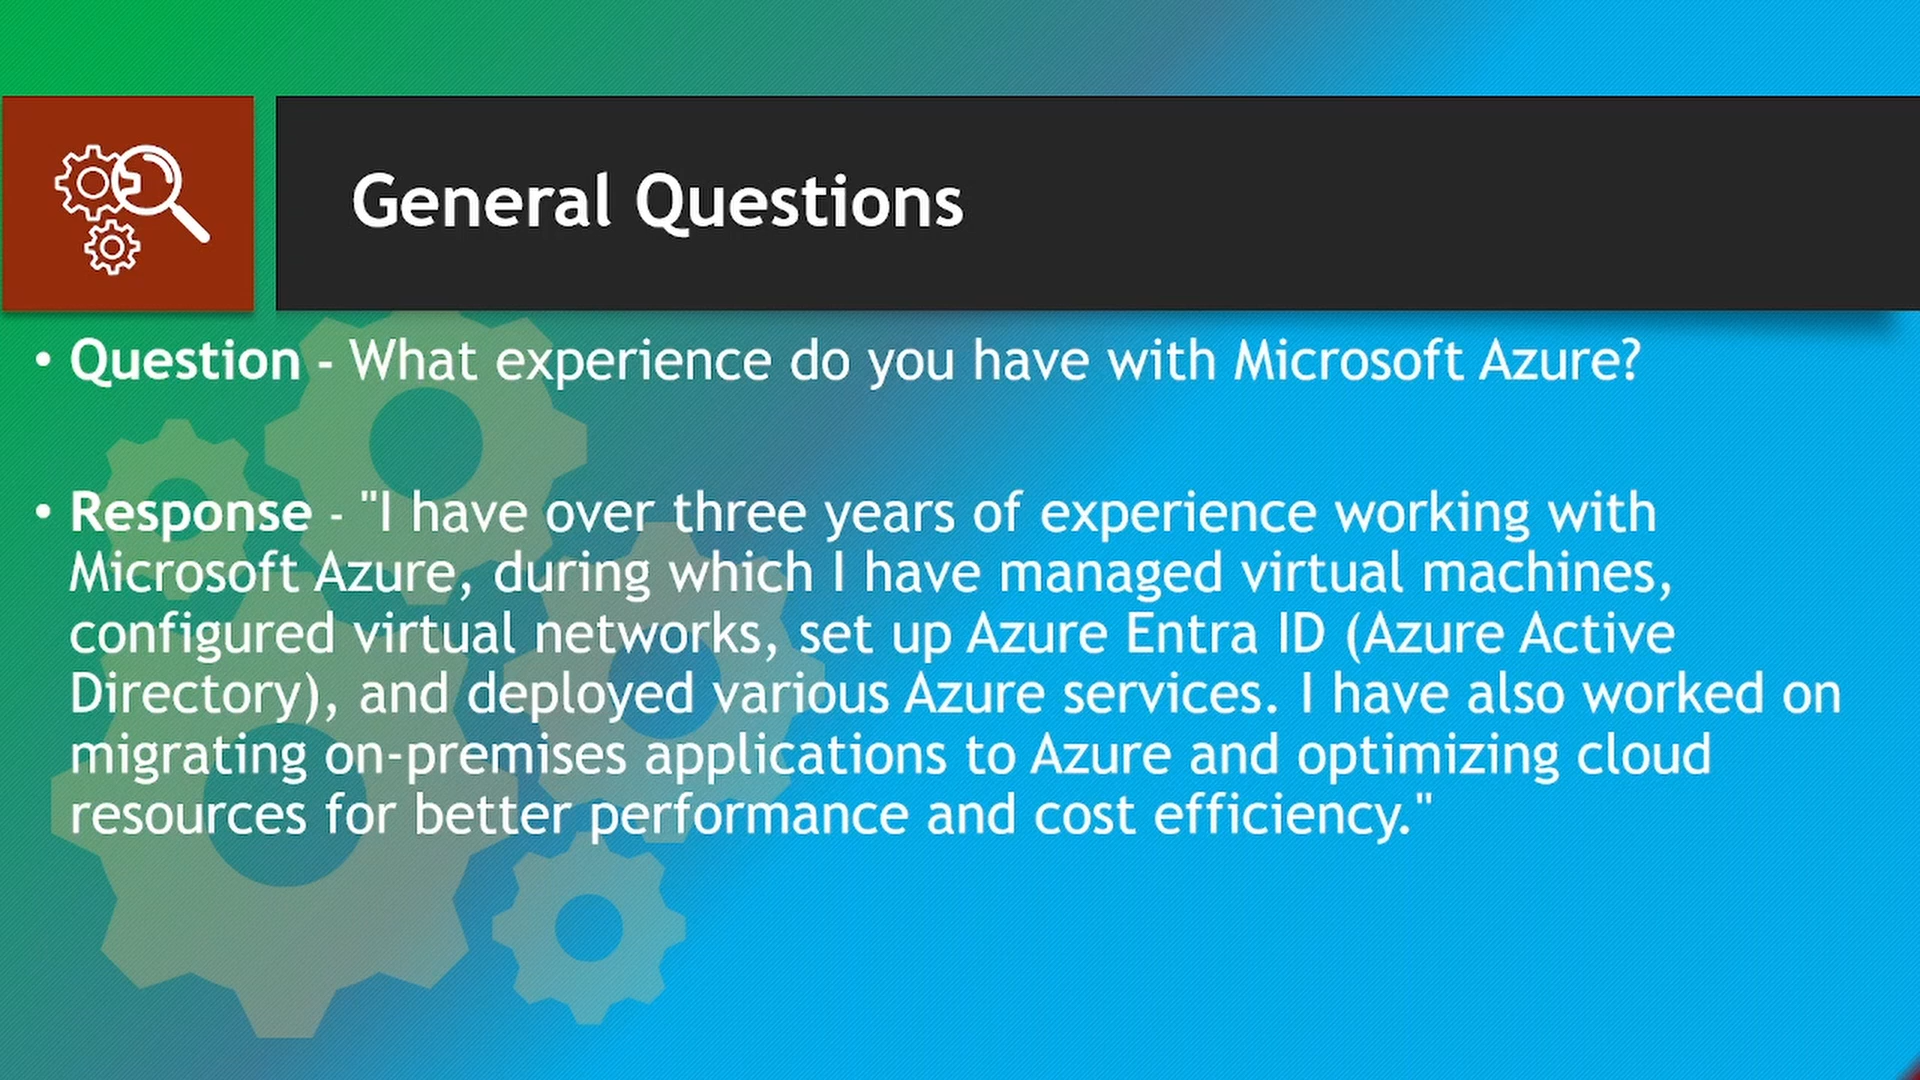 General Questions
• Question - What experience do you have with Microsoft Azure?
• Response - "I have over three years of experience working with
Microsoft Azure, during which I have managed virtual machines,
configured virtual networks, set up Azure Entra ID (Azure Active
Directory), and deployed various Azure services. I have also worked on
migrating on-premises applications to Azure and optimizing cloud
resources for better performance and cost efficiency."